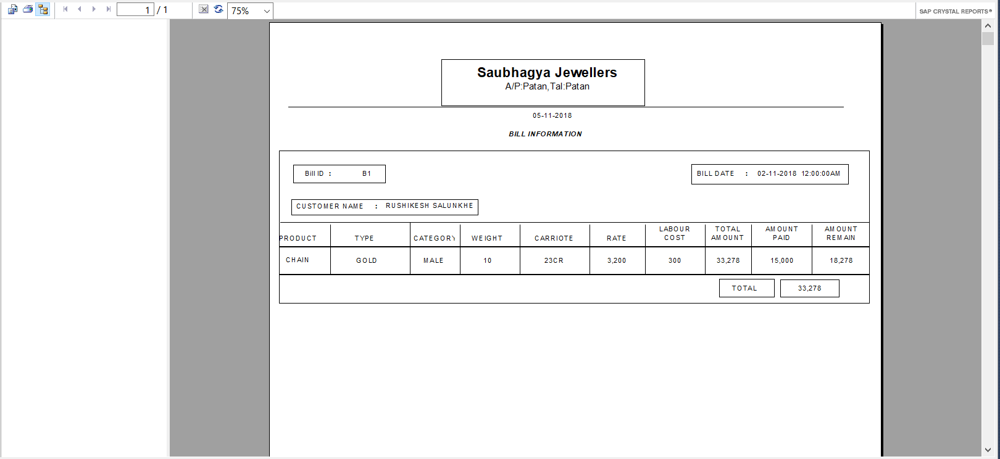 1 / 1 75% SAP CRYSTAL REPORTS®
Saubhagya Jewellers
A/P:Patan,Tal:Patan
05-11-2018
BILL INFORMATION
Bill ID : B1 BILL DATE : 02-11-2018 12:00:00AM
CUSTOMER NAME : RUSHIKESH SALUNKHE
PRODUCT TYPE CATEGORY WEIGHT CARRIOTE RATE LABOUR COST TOTAL AMOUNT AMOUNT PAID AMOUNT REMAIN
CHAIN GOLD MALE 10 23CR 3,200 300 33,278 15,000 18,278
TOTAL 33,278